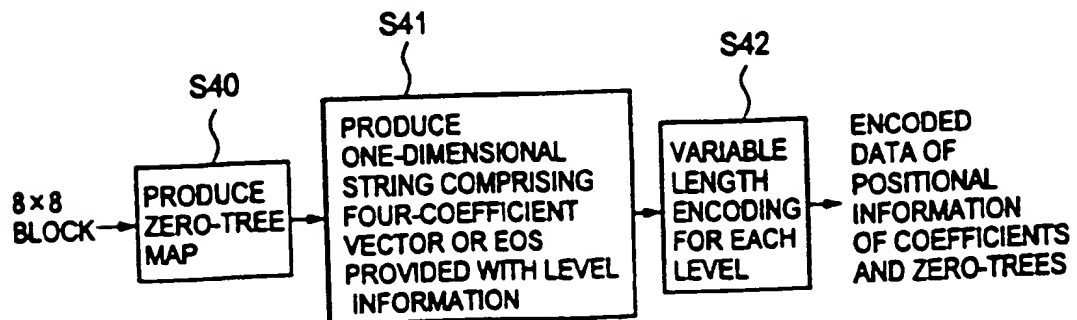 S40
S41
S42
8×8
BLOCK
PRODUCE
ZERO-TREE
MAP
PRODUCE
ONE-DIMENSIONAL
STRING COMPRISING
FOUR-COEFFICIENT
VECTOR OR EOS
PROVIDED WITH LEVEL
INFORMATION
VARIABLE
LENGTH
ENCODING
FOR EACH
LEVEL
ENCODED
DATA OF
POSITIONAL
INFORMATION
OF COEFFICIENTS
AND ZERO-TREES